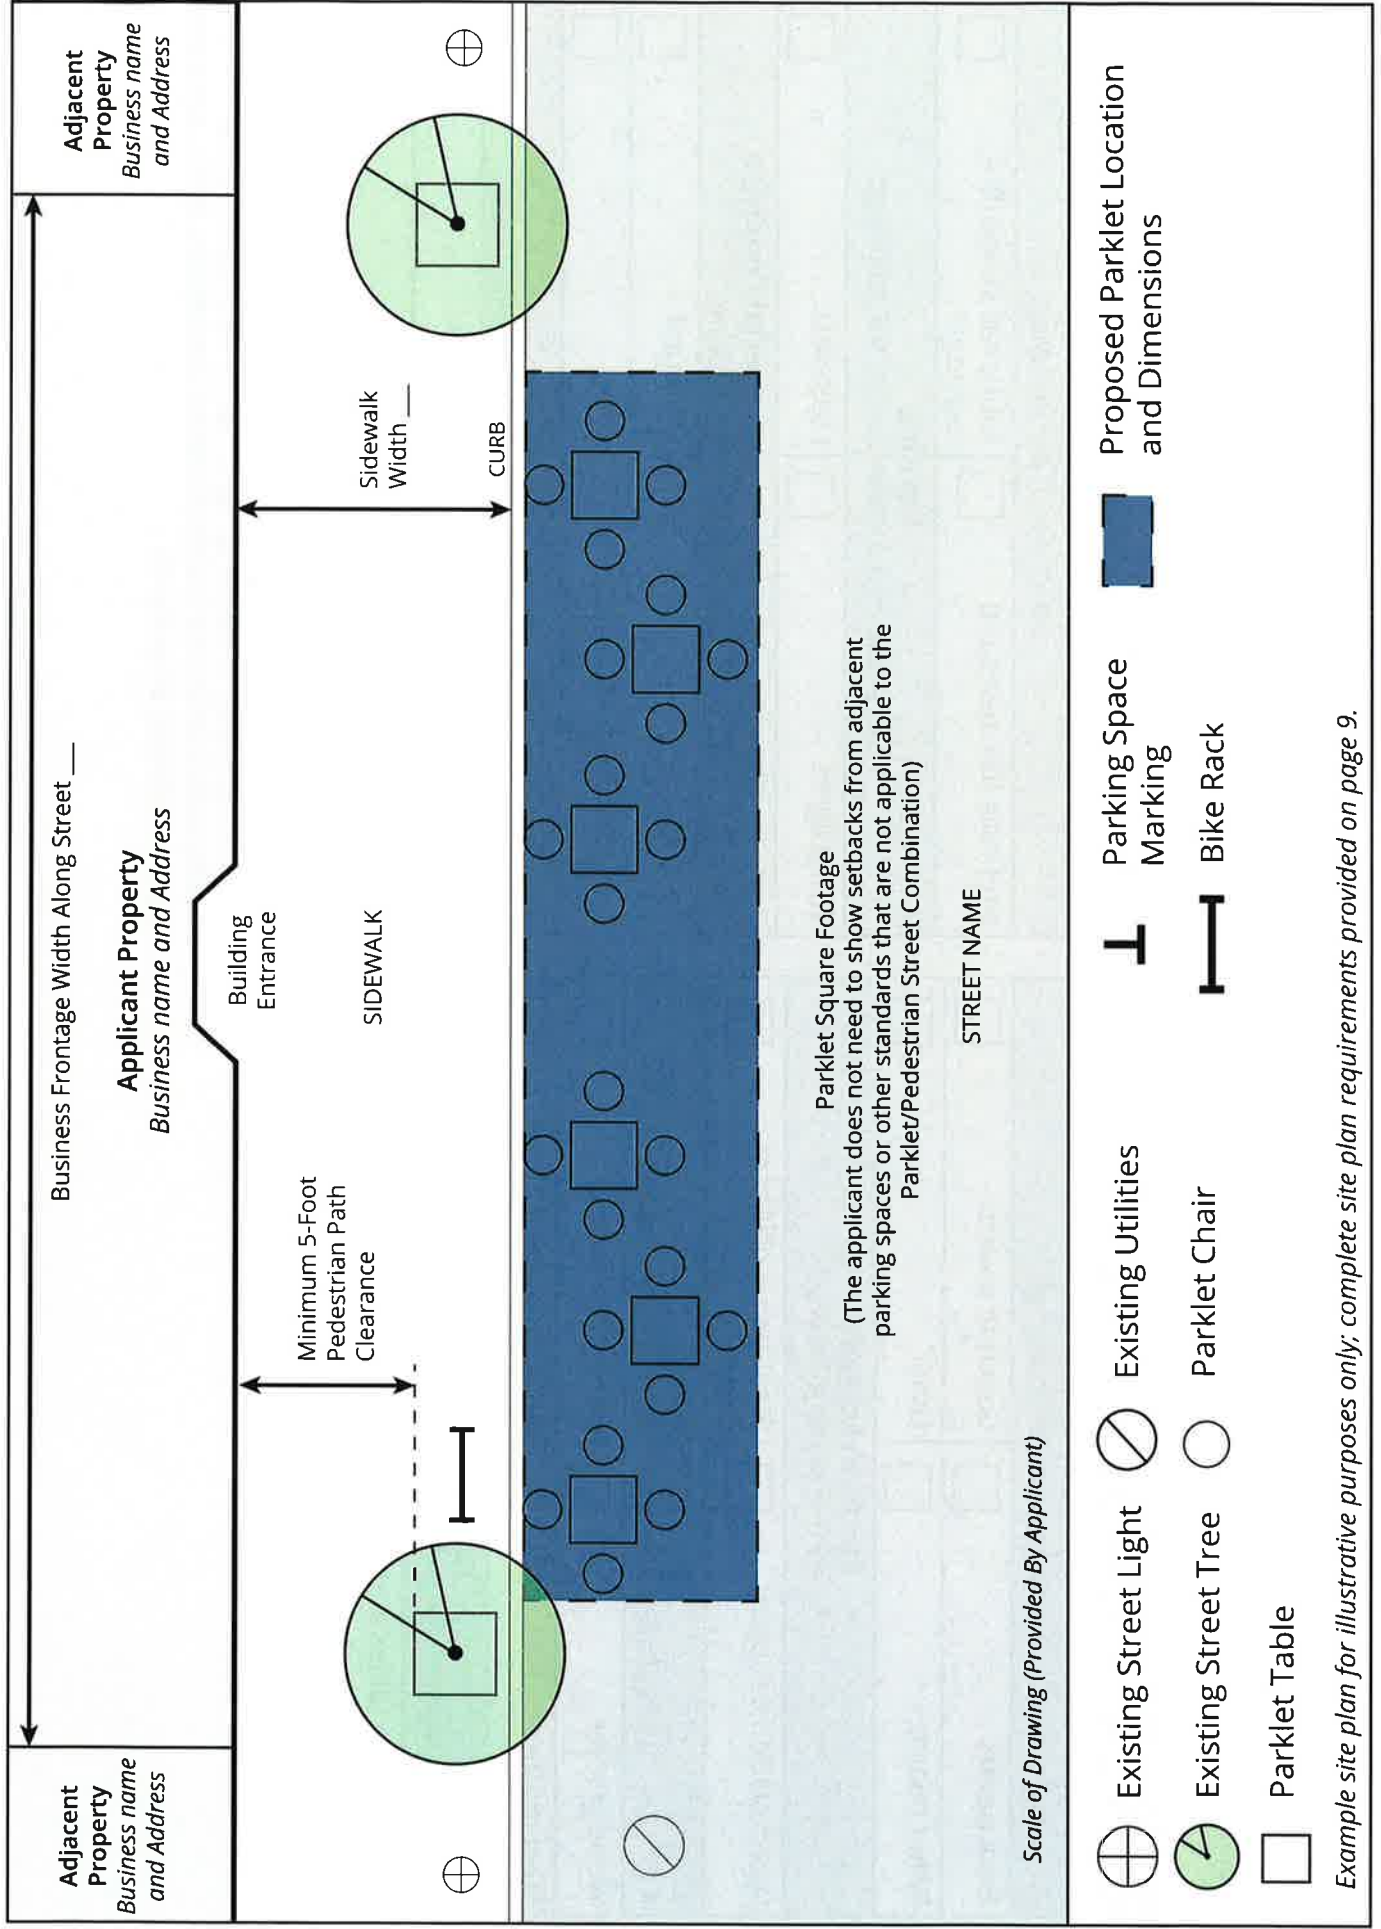 Adjacent
Property
Business name
and Address
Business Frontage Width Along Street__
Applicant Property
Business name and Address
Adjacent
Property
Business name
and Address
Building
Entrance
Minimum 5-Foot
Pedestrian Path
Clearance
SIDEWALK
Sidewalk
Width__
CURB
Parklet Square Footage
(The applicant does not need to show setbacks from adjacent
parking spaces or other standards that are not applicable to the
Parklet/Pedestrian Street Combination)
STREET NAME
Scale of Drawing (Provided By Applicant)
Existing Street Light
Existing Utilities
Parking Space
Marking
Proposed Parklet Location
and Dimensions
Existing Street Tree
Parklet Chair
Bike Rack
Parklet Table
Example site plan for illustrative purposes only; complete site plan requirements provided on page 9.